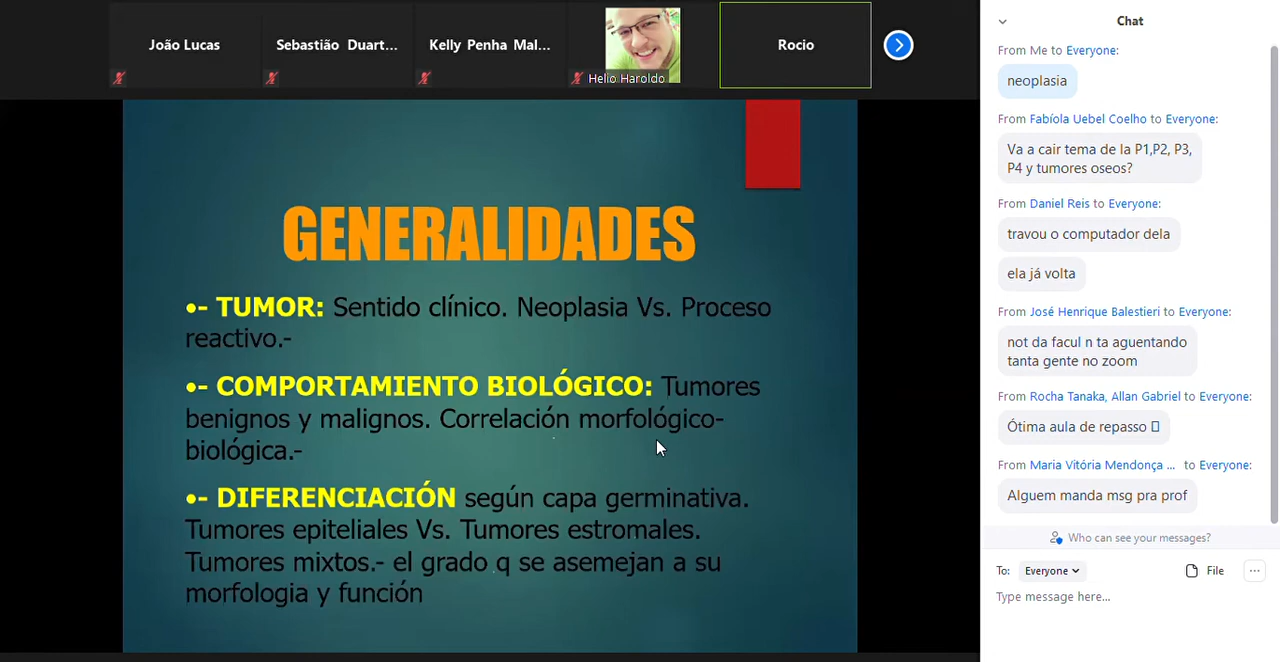 João Lucas
Sebastião Duart...
Kelly Penha Mal...
Helio Haroldo
Rocio
GENERALIDADES
•- TUMOR: Sentido clínico. Neoplasia Vs. Proceso
reactivo.-
•- COMPORTAMIENTO BIOLÓGICO: Tumores
benignos y malignos. Correlación morfológico-
biológica.-
•- DIFERENCIACIÓN según capa germinativa.
Tumores epiteliales Vs. Tumores estromales.
Tumores mixtos.- el grado q se asemejan a su
morfologia y función
Chat
From Me to Everyone:
neoplasia
From Fabíola Uebel Coelho to Everyone:
Va a cair tema de la P1,P2, P3,
P4 y tumores oseos?
From Daniel Reis to Everyone:
travou o computador dela
ela já volta
From José Henrique Balestieri to Everyone:
not da facul n ta aguentando
tanta gente no zoom
From Rocha Tanaka, Allan Gabriel to Everyone:
Ótima aula de repasso
From Maria Vitória Mendonça ... to Everyone:
Alguem manda msg pra prof
Who can see your messages?
To: Everyone File ...
Type message here...